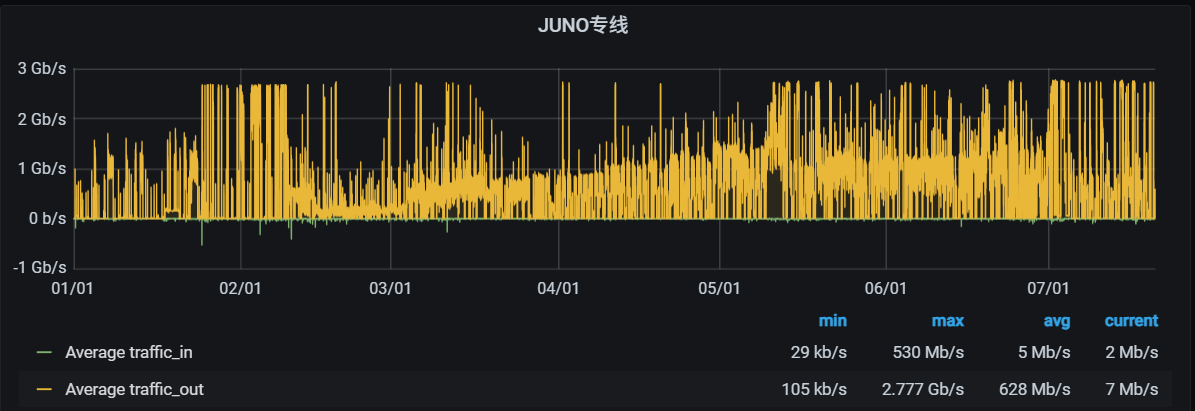 JUNO专线
3 Gb/s
2 Gb/s
1 Gb/s
0 b/s
-1 Gb/s
01/01 02/01 03/01 04/01 05/01 06/01 07/01
min max avg current
Average traffic_in 29 kb/s 530 Mb/s 5 Mb/s 2 Mb/s
Average traffic_out 105 kb/s 2.777 Gb/s 628 Mb/s 7 Mb/s